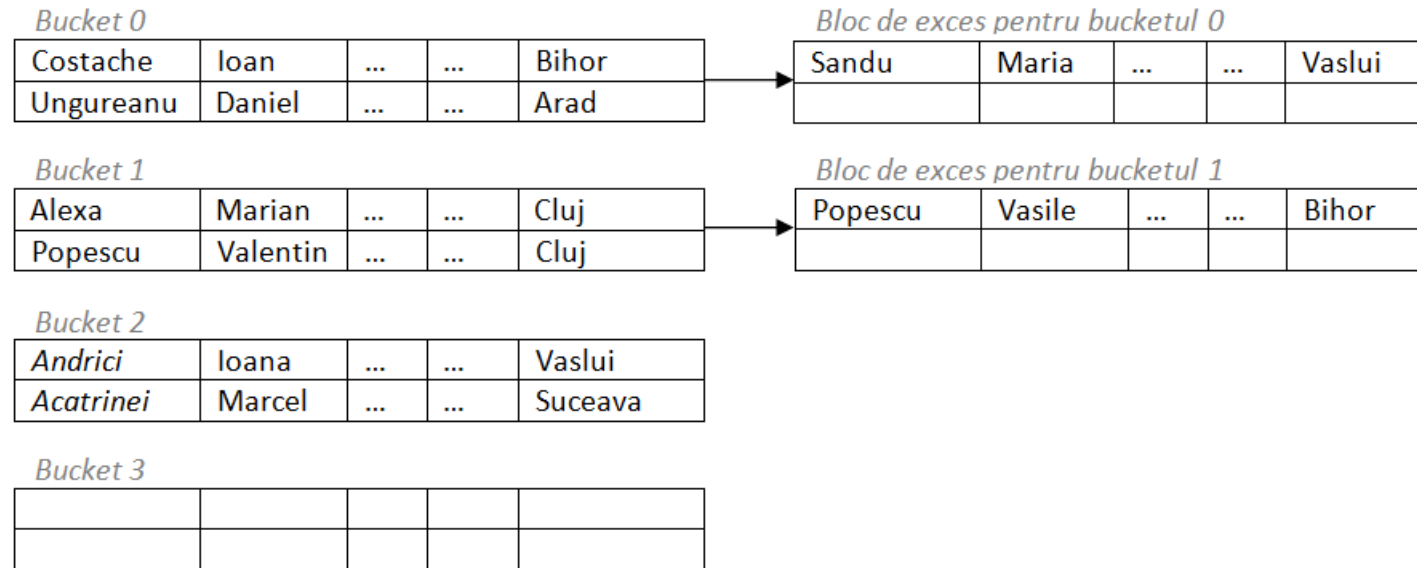 Bucket 0
Costache Ioan ... ... Bihor
Ungureanu Daniel ... ... Arad
Bloc de exces pentru bucketul 0
Sandu Maria ... ... Vaslui
Bucket 1
Alexa Marian ... ... Cluj
Popescu Valentin ... ... Cluj
Bloc de exces pentru bucketul 1
Popescu Vasile ... ... Bihor
Bucket 2
Andrici Ioana ... ... Vaslui
Acatrinei Marcel ... ... Suceava
Bucket 3